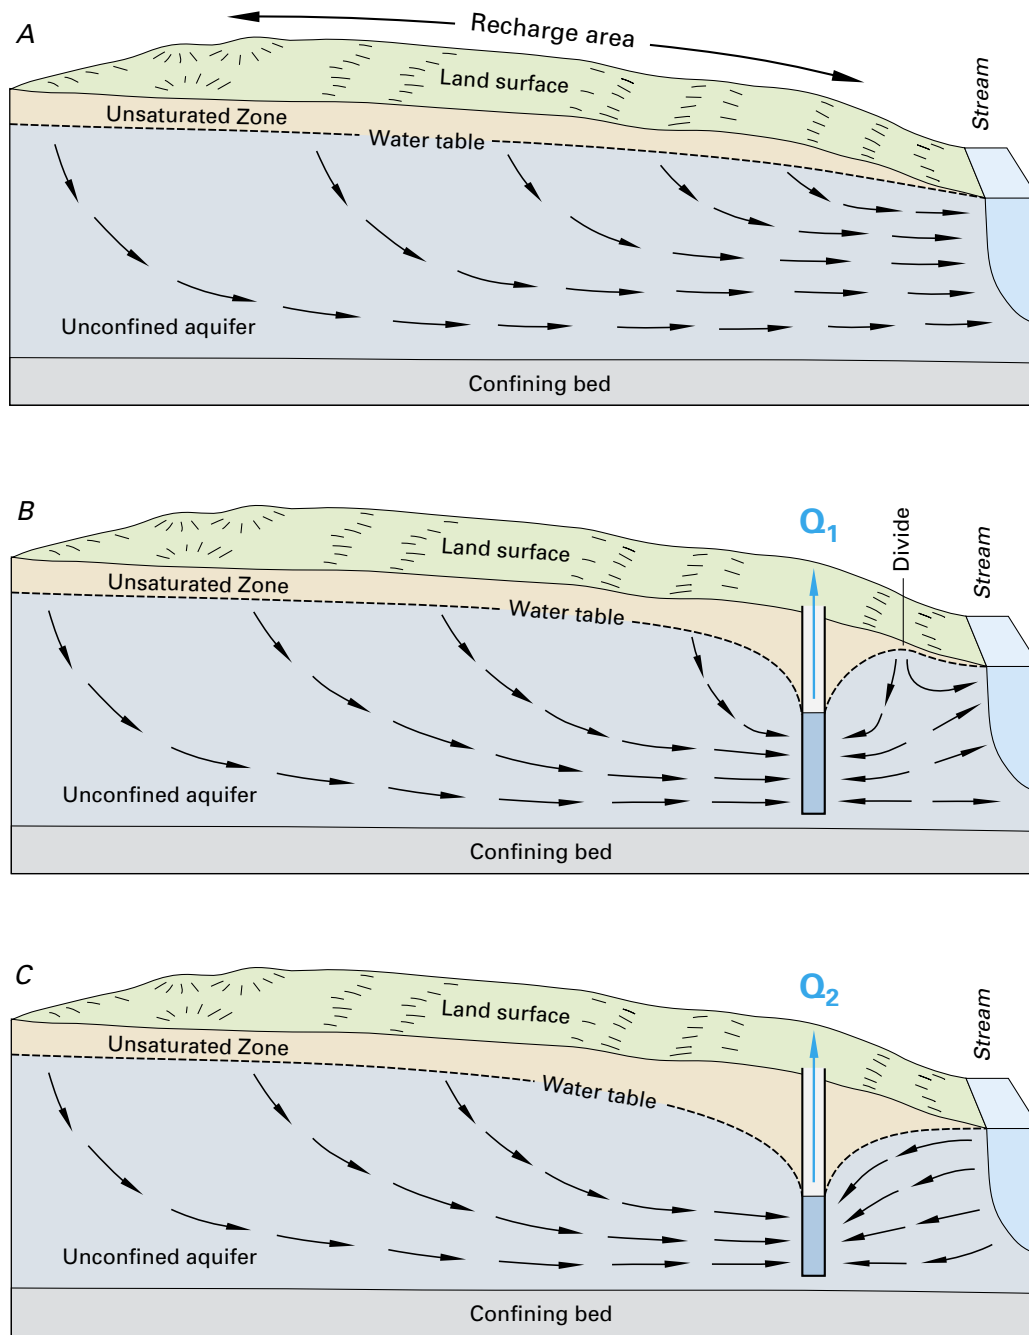 A
Recharge area
Land surface
Stream
Unsaturated Zone
Water table
Unconfined aquifer
Confining bed
B
Q1
Divide
Stream
Land surface
Unsaturated Zone
Water table
Unconfined aquifer
Confining bed
C
Q2
Stream
Land surface
Unsaturated Zone
Water table
Unconfined aquifer
Confining bed